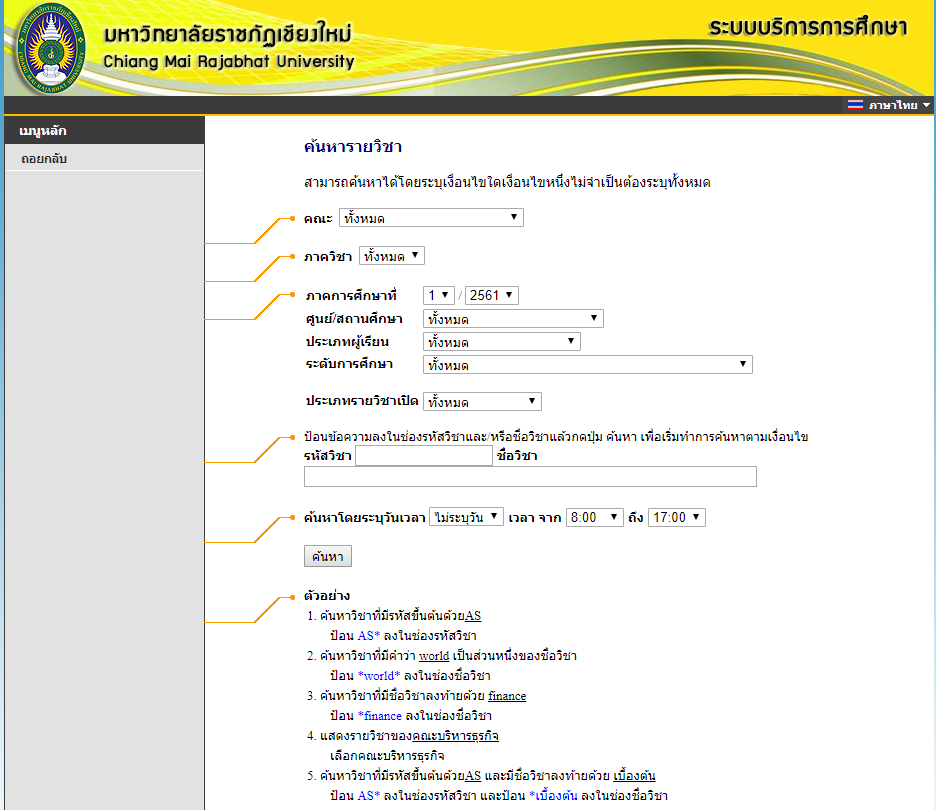 มหาวิทยาลัยราชภัฏเชียงใหม่
Chiang Mai Rajabhat University
ระบบบริการการศึกษา
ภาษาไทย
เมนูหลัก
ถอยกลับ
ค้นหารายวิชา
สามารถค้นหาได้โดยระบุเงื่อนไขใดเงื่อนไขหนึ่งไม่จำเป็นต้องระบุทั้งหมด
คณะ ทั้งหมด
ภาควิชา ทั้งหมด
ภาคการศึกษาที่ 1 / 2561
ศูนย์/สถานศึกษา ทั้งหมด
ประเภทผู้เรียน ทั้งหมด
ระดับการศึกษา ทั้งหมด
ประเภทรายวิชาเปิด ทั้งหมด
ป้อนข้อความลงในช่องรหัสวิชาและ/หรือชื่อวิชาแล้วกดปุ่ม ค้นหา เพื่อเริ่มทำการค้นหาตามเงื่อนไข
รหัสวิชา ชื่อวิชา
ค้นหาโดยระบุวันเวลา ไม่ระบุวัน เวลา จาก 8:00 ถึง 17:00
ค้นหา
ตัวอย่าง
1. ค้นหาวิชาที่มีรหัสขึ้นต้นด้วยAS
ป้อน AS* ลงในช่องรหัสวิชา
2. ค้นหาวิชาที่มีคำว่า world เป็นส่วนหนึ่งของชื่อวิชา
ป้อน *world* ลงในช่องชื่อวิชา
3. ค้นหาวิชาที่มีชื่อวิชาลงท้ายด้วย finance
ป้อน *finance ลงในช่องชื่อวิชา
4. แสดงรายวิชาของคณะบริหารธุรกิจ
เลือกคณะบริหารธุรกิจ
5. ค้นหาวิชาที่มีรหัสขึ้นต้นด้วยAS และมีชื่อวิชาลงท้ายด้วย เบื้องต้น
ป้อน AS* ลงในช่องรหัสวิชา และป้อน *เบื้องต้น ลงในช่องชื่อวิชา